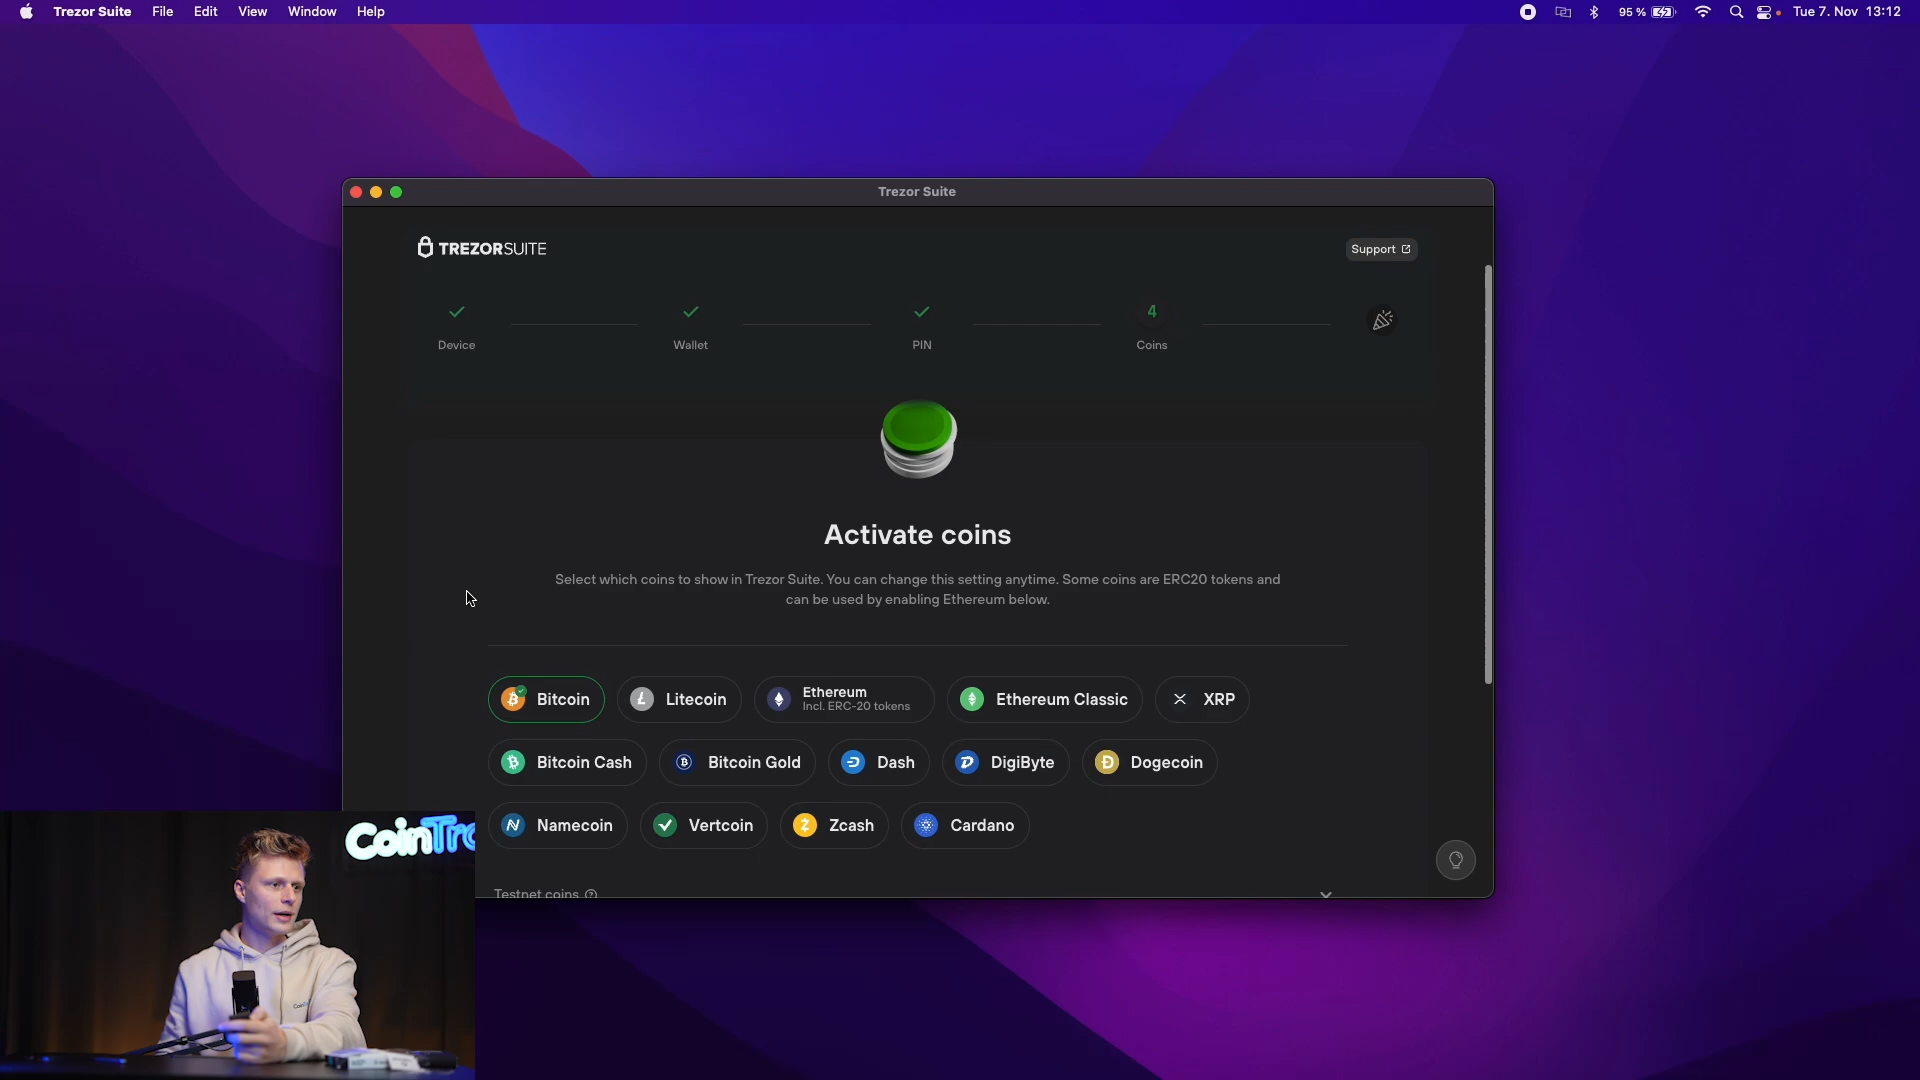 Trezor Suite File Edit View Window Help
95 % Tue 7. Nov 13:12
Trezor Suite
TREZORSUITE
Support
4
Device Wallet PIN Coins
Activate coins
Select which coins to show in Trezor Suite. You can change this setting anytime. Some coins are ERC20 tokens and
can be used by enabling Ethereum below.
Bitcoin Litecoin Ethereum Ethereum Classic XRP
Incl. ERC-20 tokens
Bitcoin Cash Bitcoin Gold Dash DigiByte Dogecoin
Namecoin Vertcoin Zcash Cardano
Testnet coins
CoinTra